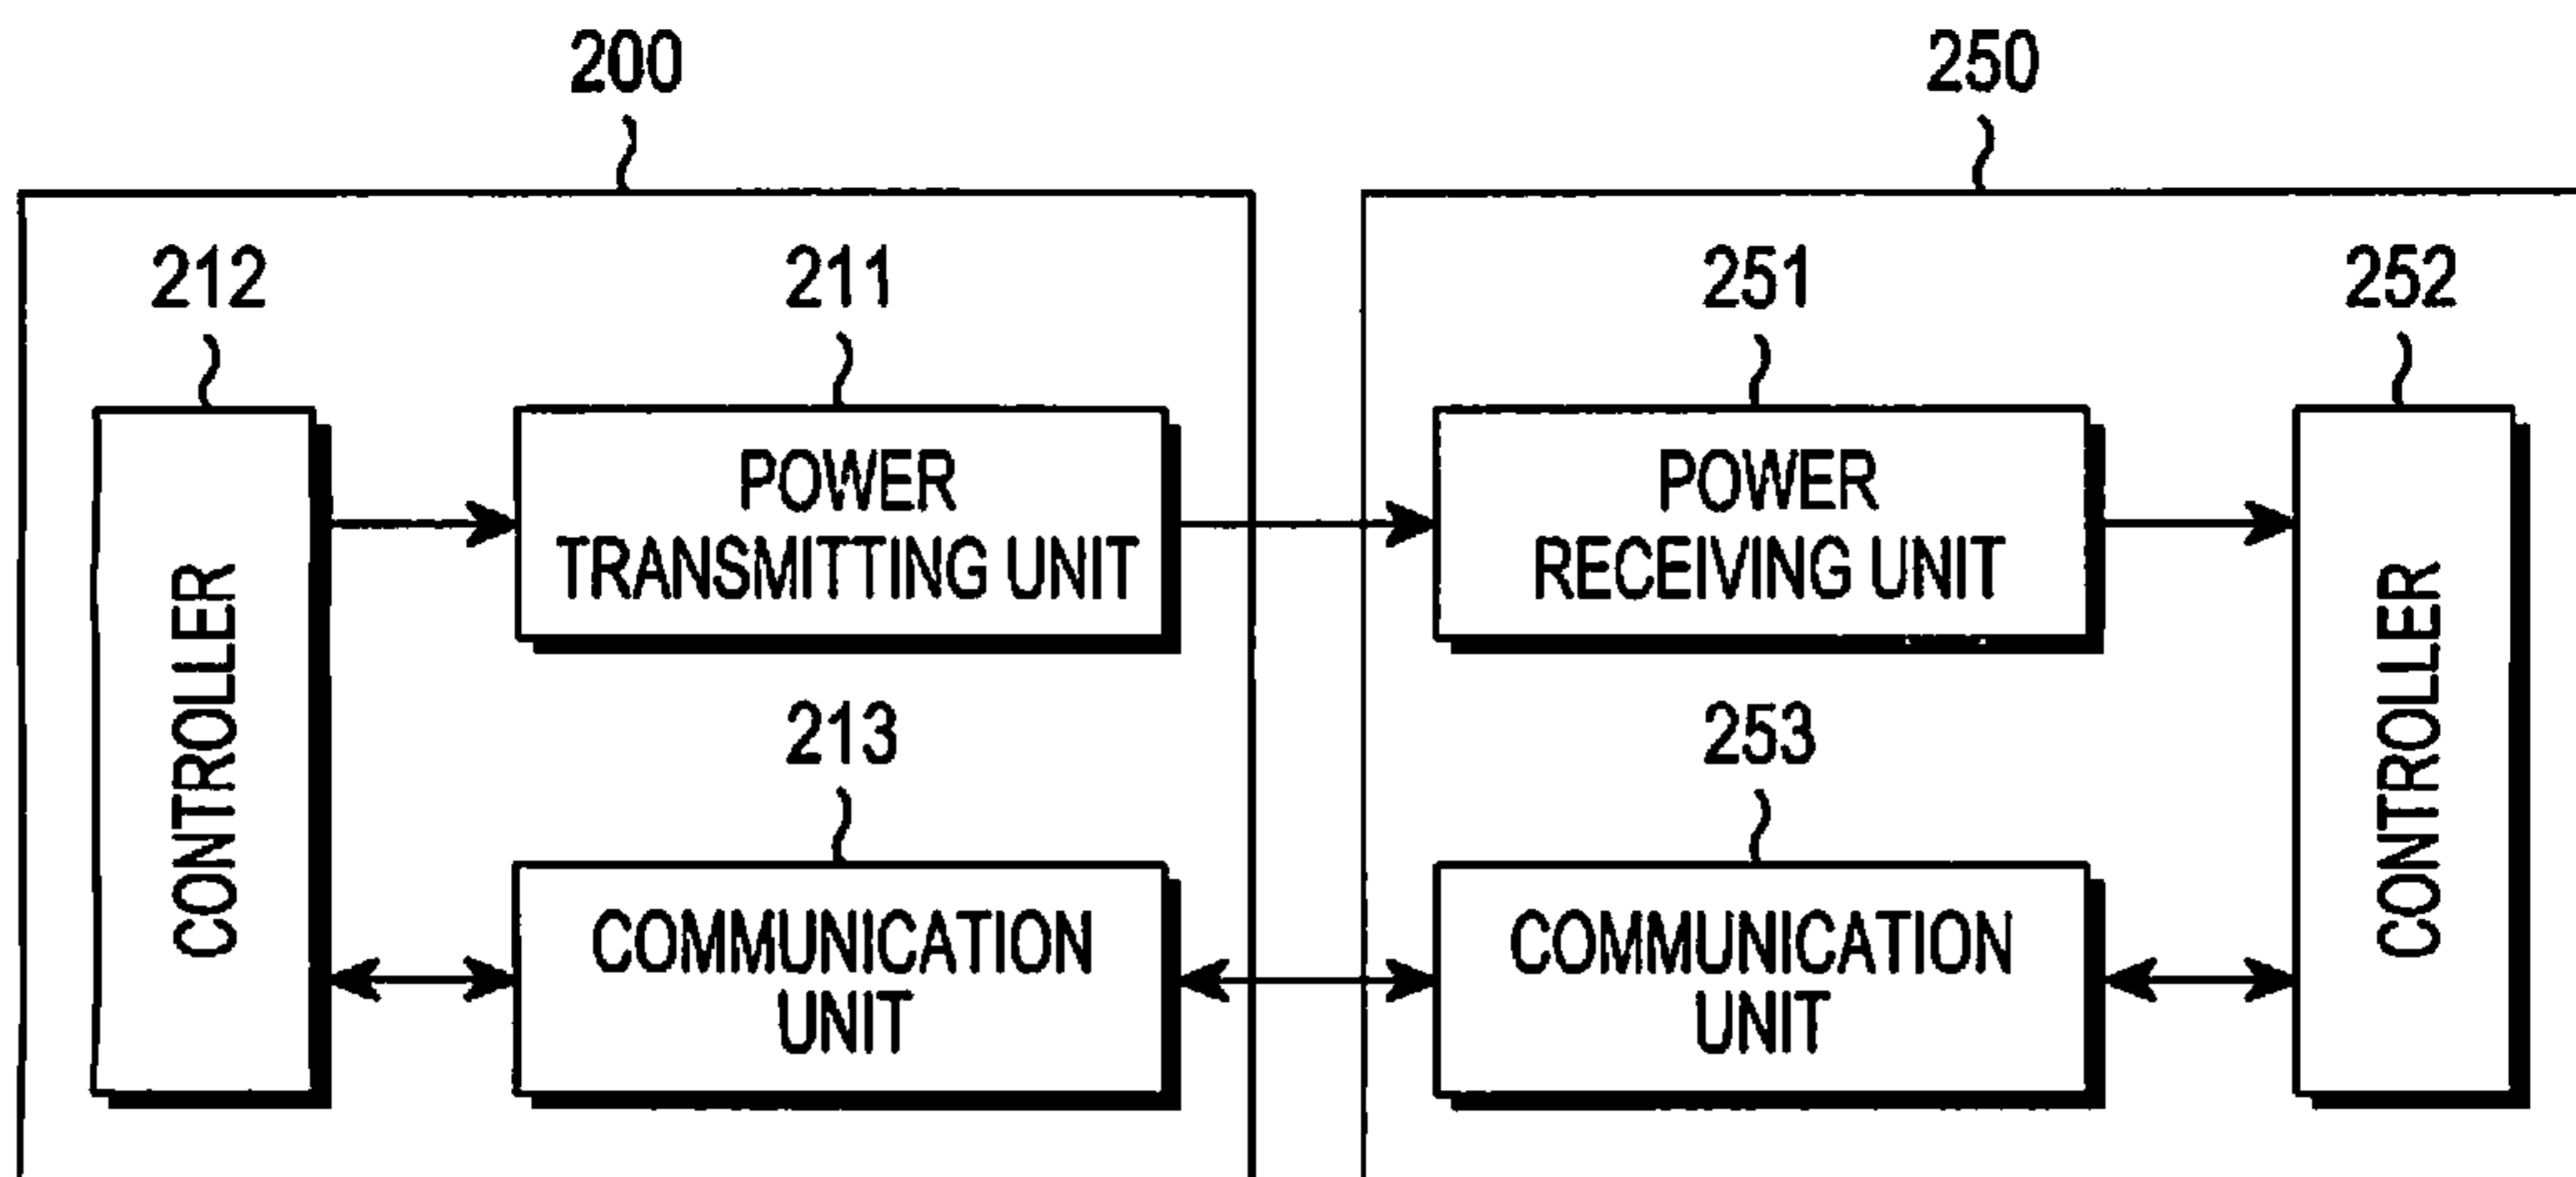 200
250
212
211
251
252
CONTROLLER
POWER
TRANSMITTING UNIT
POWER
RECEIVING UNIT
CONTROLLER
213
253
COMMUNICATION
UNIT
COMMUNICATION
UNIT